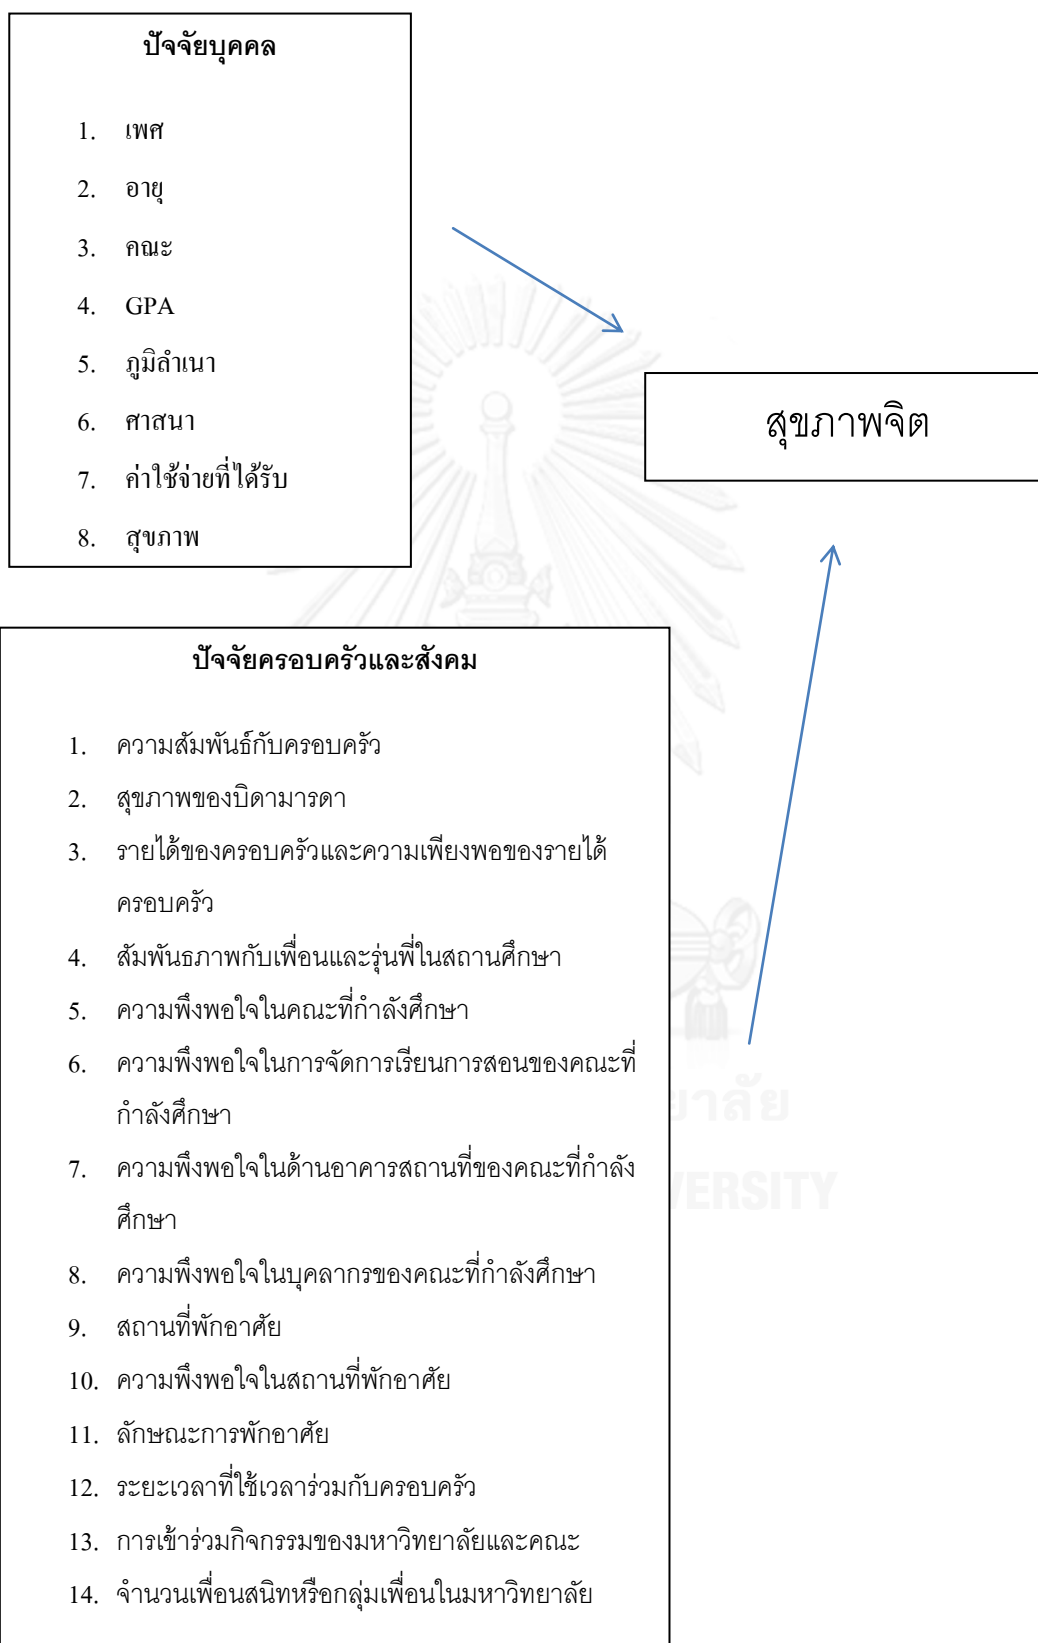 ปัจจัยบุคคล
1. เพศ
2. อายุ
3. คณะ
4. GPA
5. ภูมิลำเนา
6. ศาสนา
7. ค่าใช้จ่ายที่ได้รับ
8. สุขภาพ
สุขภาพจิต
ปัจจัยครอบครัวและสังคม
1. ความสัมพันธ์กับครอบครัว
2. สุขภาพของบิดามารดา
3. รายได้ของครอบครัวและความเพียงพอของรายได้
ครอบครัว
4. สัมพันธภาพกับเพื่อนและรุ่นพี่ในสถานศึกษา
5. ความพึงพอใจในคณะที่กำลังศึกษา
6. ความพึงพอใจในการจัดการเรียนการสอนของคณะที่
กำลังศึกษา
7. ความพึงพอใจในด้านอาคารสถานที่ของคณะที่กำลัง
ศึกษา
8. ความพึงพอใจในบุคลากรของคณะที่กำลังศึกษา
9. สถานที่พักอาศัย
10. ความพึงพอใจในสถานที่พักอาศัย
11. ลักษณะการพักอาศัย
12. ระยะเวลาที่ใช้เวลาร่วมกับครอบครัว
13. การเข้าร่วมกิจกรรมของมหาวิทยาลัยและคณะ
14. จำนวนเพื่อนสนิทหรือกลุ่มเพื่อนในมหาวิทยาลัย